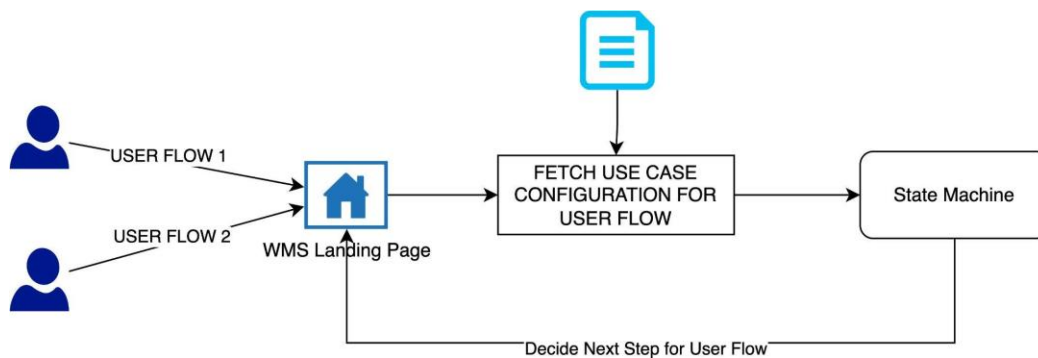 USER FLOW 1
USER FLOW 2
WMS Landing Page
FETCH USE CASE
CONFIGURATION FOR
USER FLOW
State Machine
Decide Next Step for User Flow